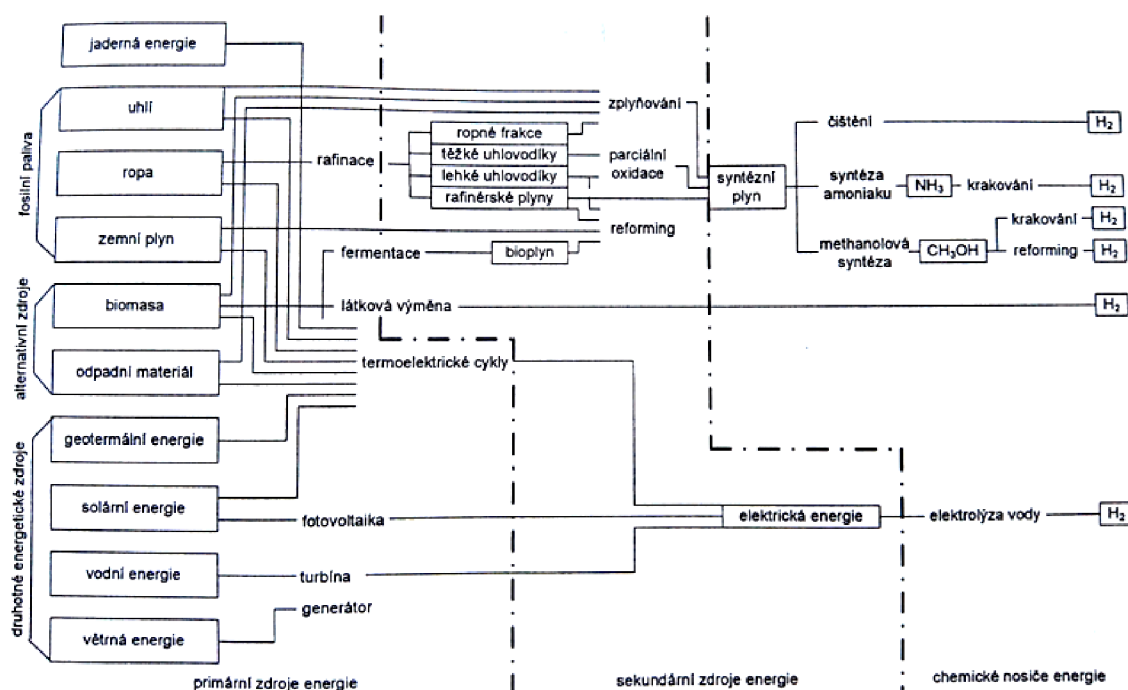 jaderná energie
fosilní paliva
uhlí
ropa
zemní plyn
alternativní zdroje
biomasa
odpadní materiál
druhotné energetické zdroje
geotermální energie
solární energie
vodní energie
větrná energie
rafinace
fermentace
látková výměna
termoelektrické cykly
fotovoltaika
turbína
generátor
ropné frakce
těžké uhlovodíky
lehké uhlovodíky
rafinérské plyny
bioplyn
zplyňování
parciální
oxidace
reforming
syntézní
plyn
elektrická energie
čištění
H₂
syntéza
amoniaku
NH₃
krakování
H₂
methanolová
syntéza
CH₃OH
krakování
H₂
reforming
H₂
H₂
elektrolýza vody
H₂
primární zdroje energie
sekundární zdroje energie
chemické nosiče energie